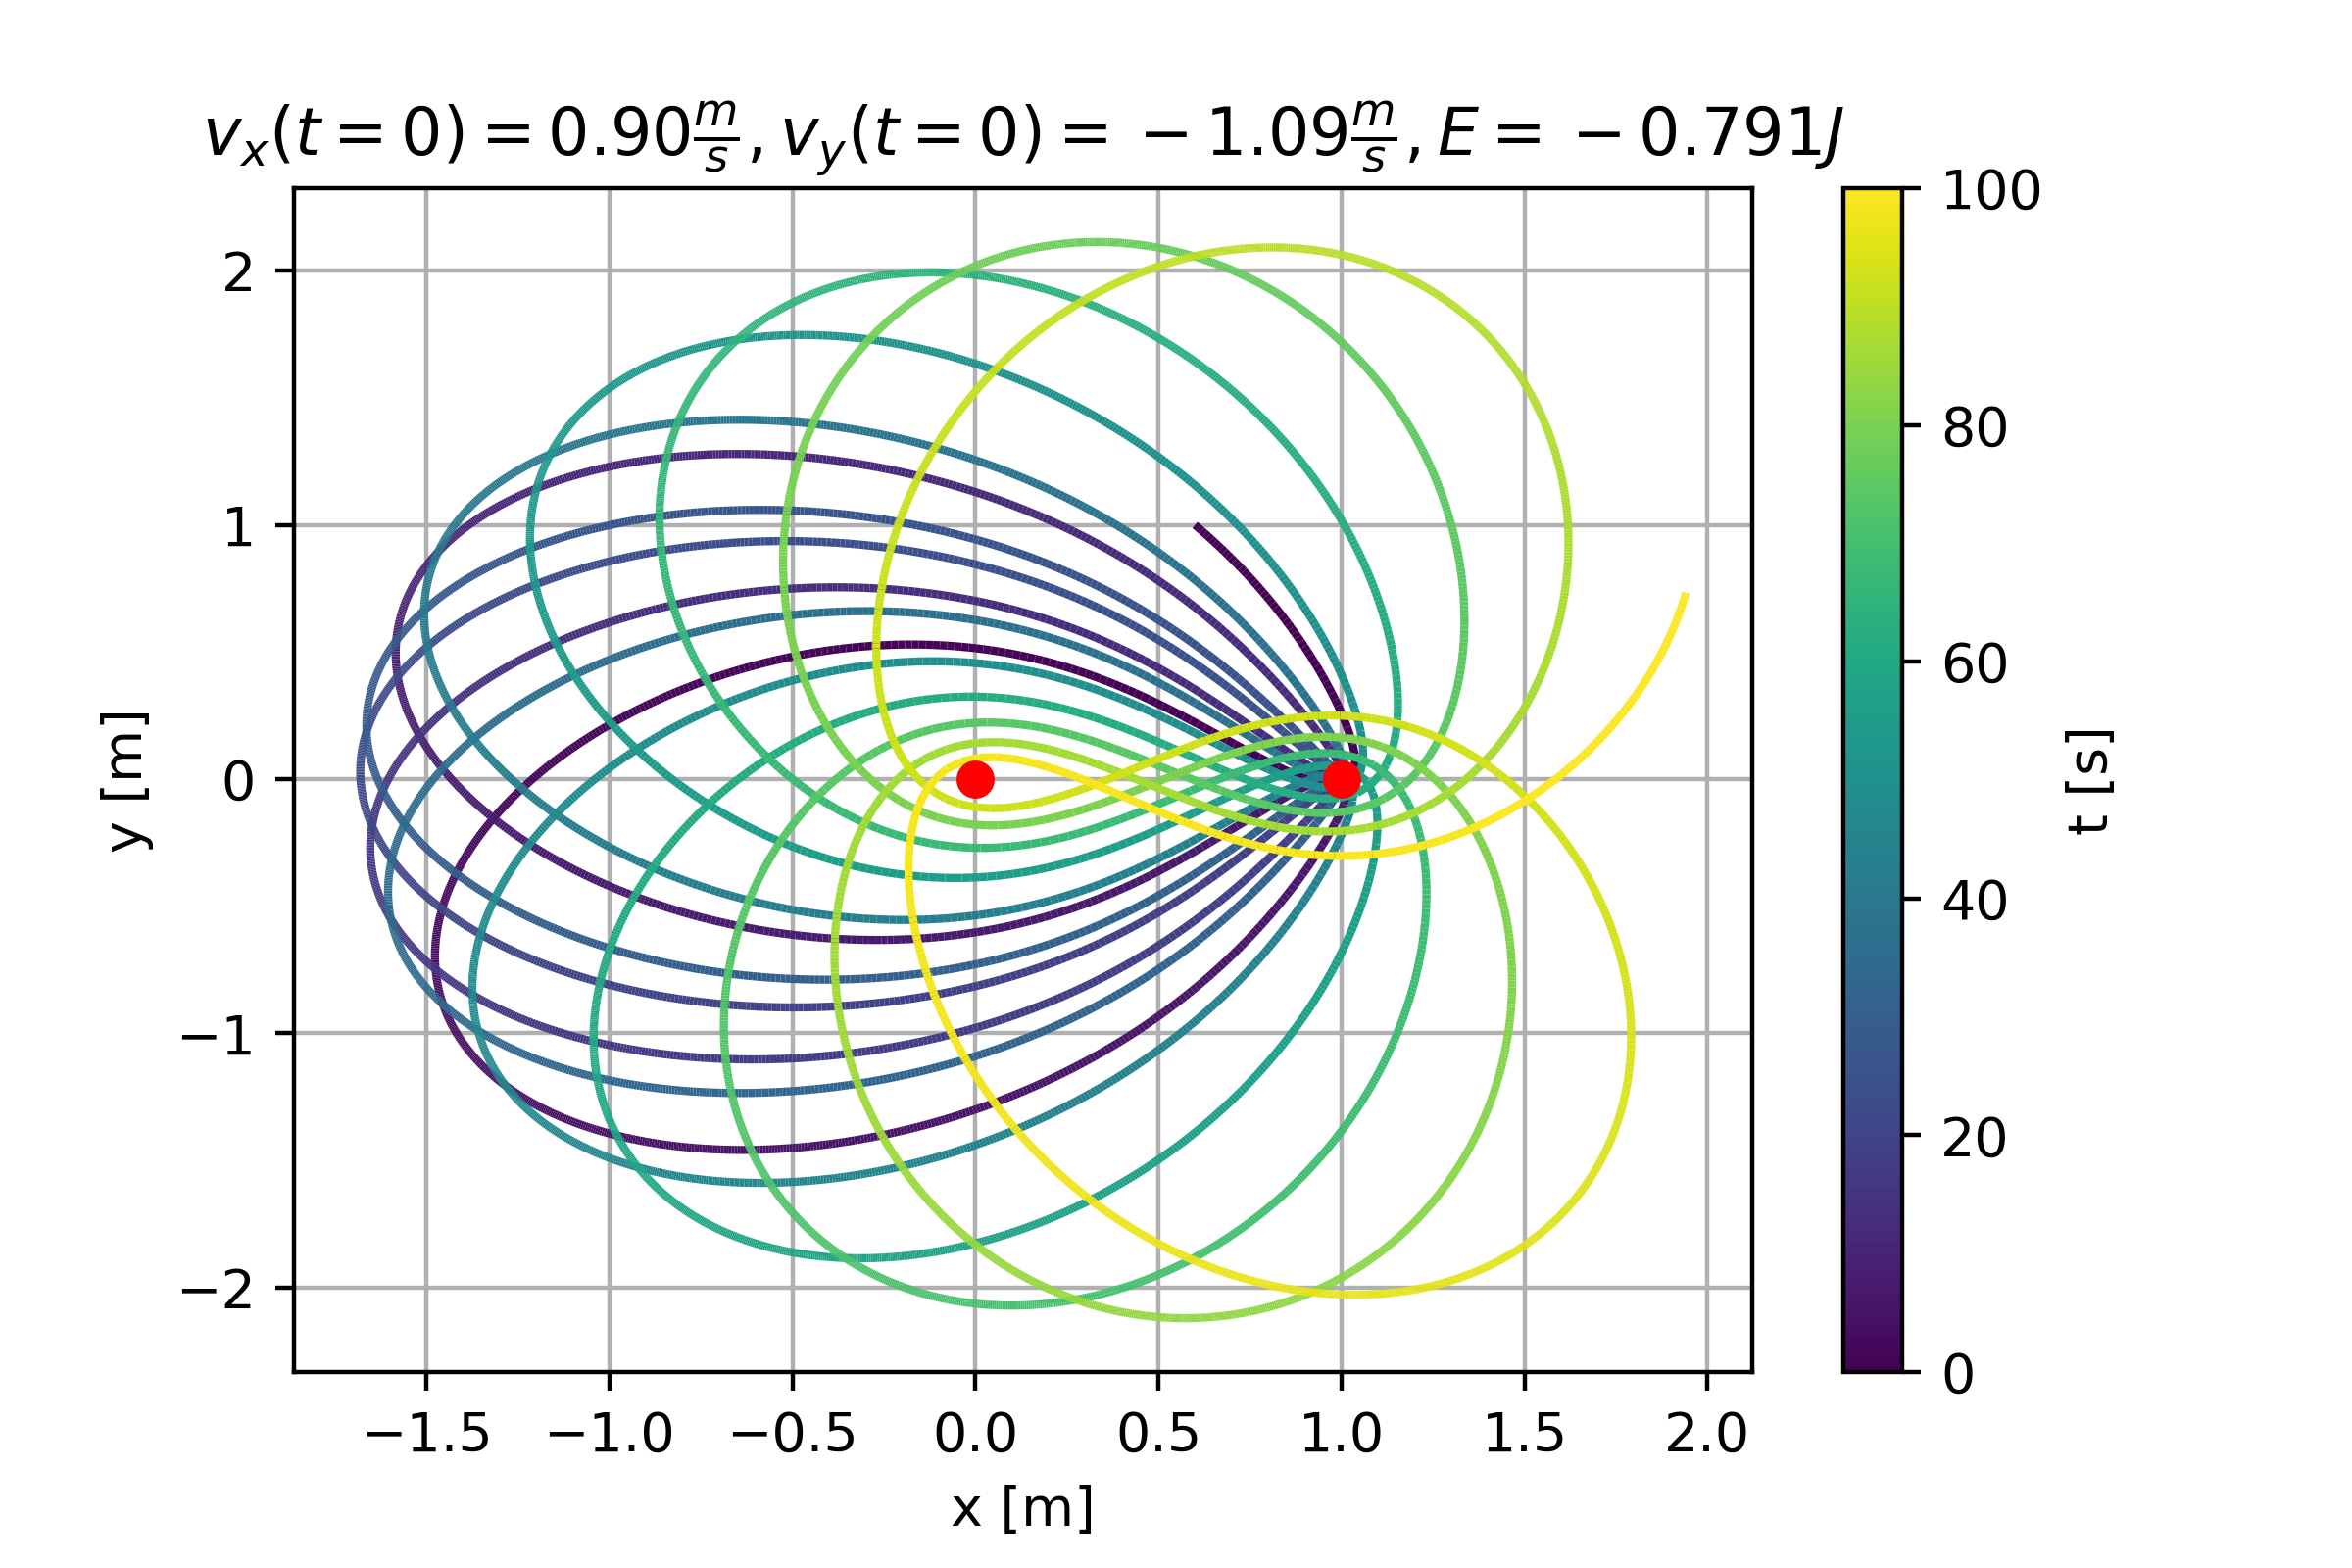 v_x(t = 0) = 0.90 m/s, v_y(t = 0) = − 1.09 m/s, E = − 0.791J
2
1
0
−1
−2
y [m]
−1.5 −1.0 −0.5 0.0 0.5 1.0 1.5 2.0
x [m]
100
80
60
40
20
0
t [s]